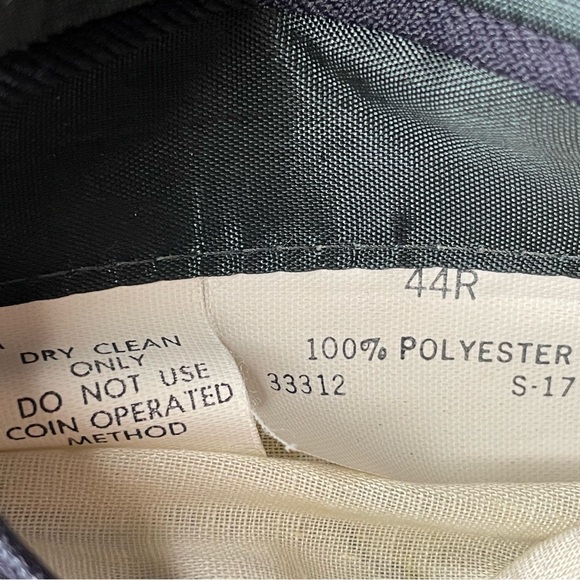 DRY CLEAN
ONLY
DO NOT USE
COIN OPERATED
METHOD
44R
100% POLYESTER
33312 S-17